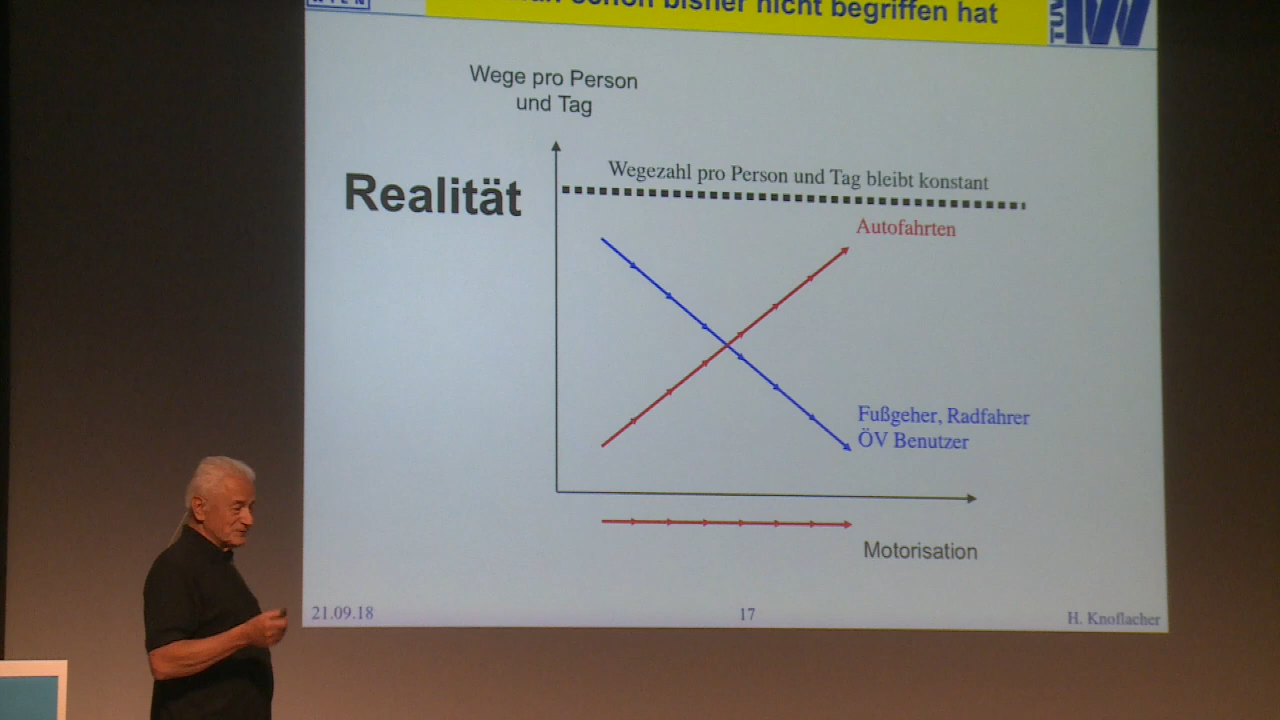 schon bisher nicht begriffen hat
Wege pro Person
und Tag
Realität
Wegezahl pro Person und Tag bleibt konstant
Autofahrten
Fußgeher, Radfahrer
ÖV Benutzer
Motorisation
21.09.18
17
H. Knoflacher